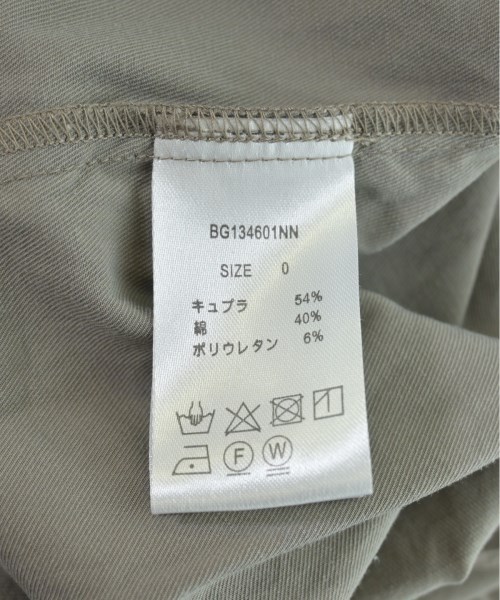 BG134601NN
SIZE 0
キュプラ 54%
綿 40%
ポリウレタン 6%
F W